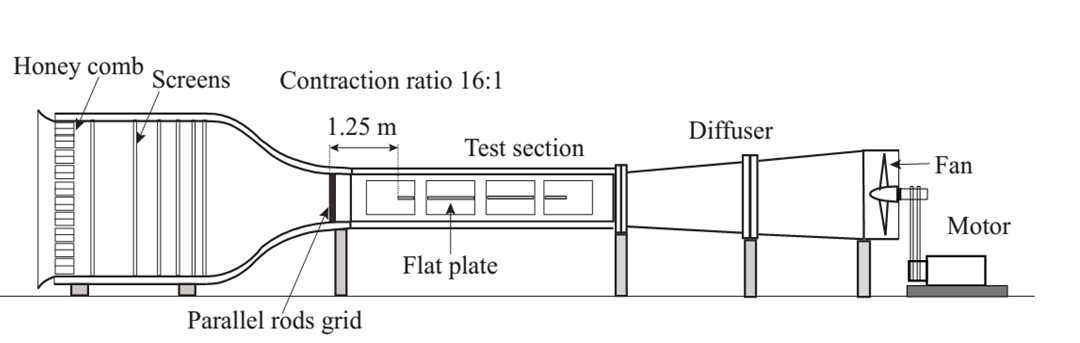 Honey comb
Screens
Contraction ratio 16:1
1.25 m
Test section
Diffuser
Fan
Motor
Flat plate
Parallel rods grid